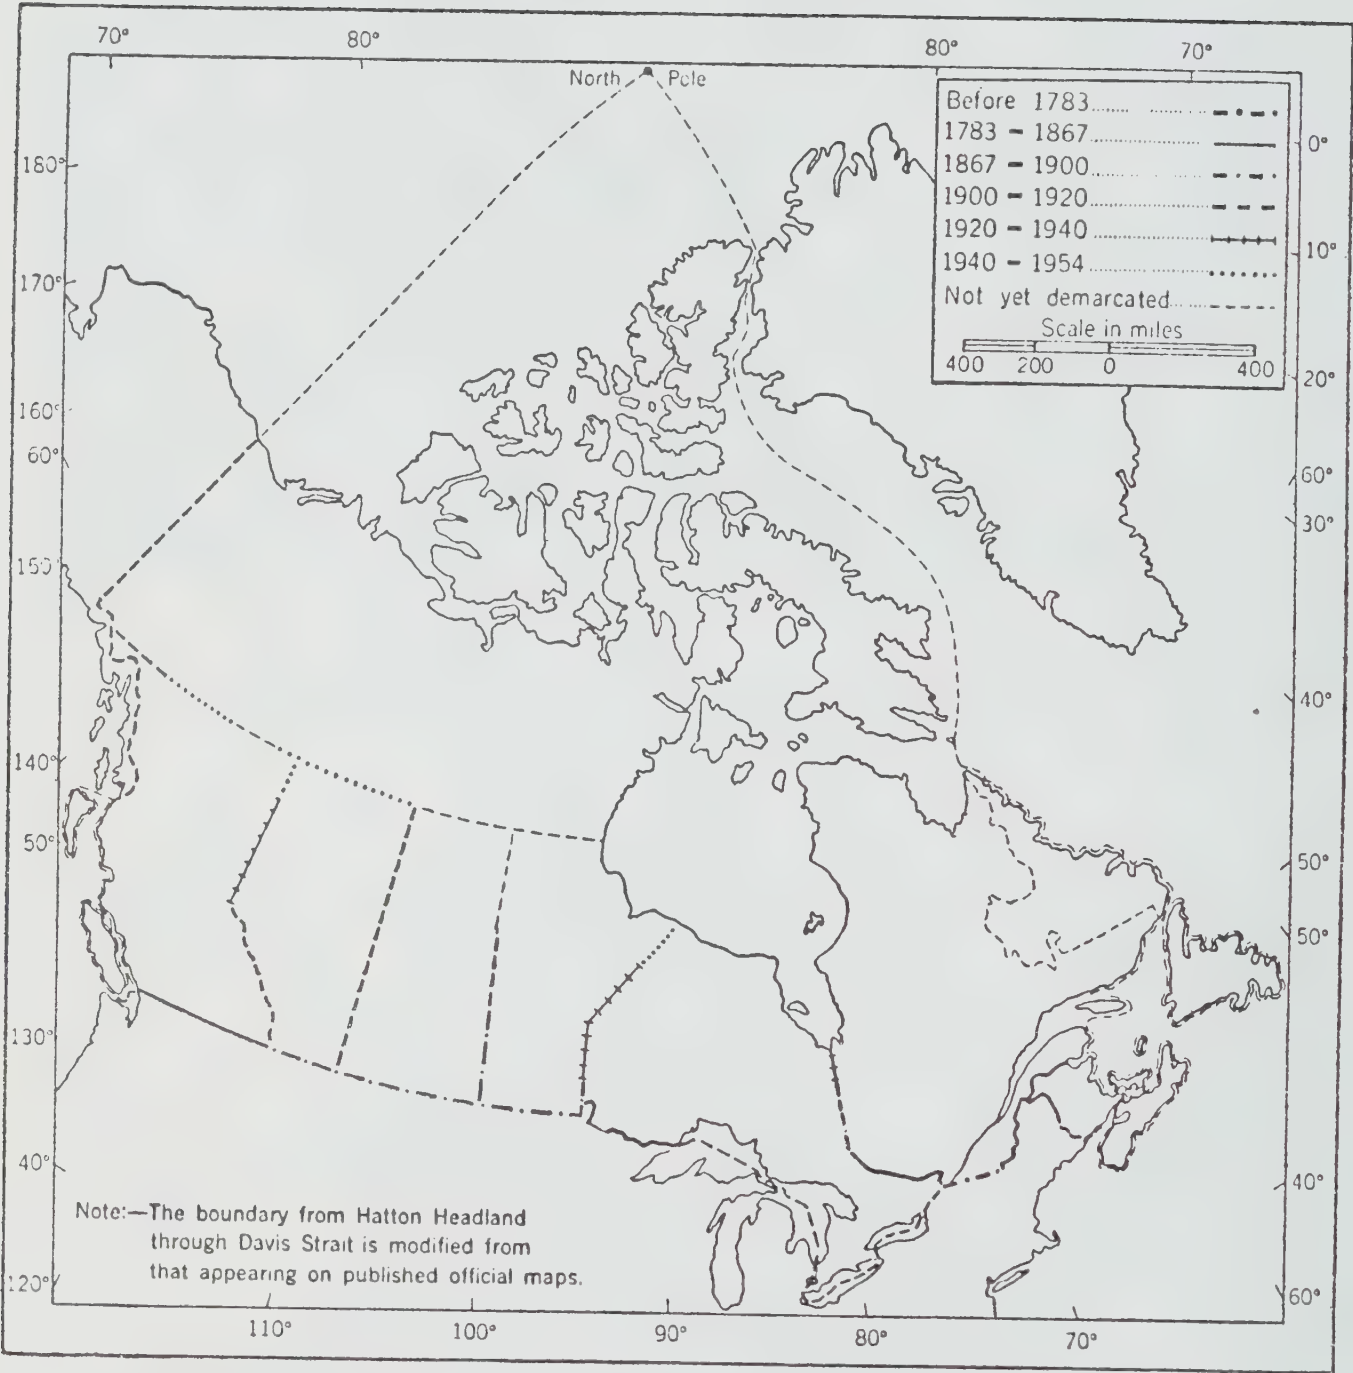 70° 80° 80° 70°
North Pole
Before 1783
1783 - 1867
1867 - 1900
1900 - 1920
1920 - 1940
1940 - 1954
Not yet demarcated
Scale in miles
400 200 0 400
180°
170°
160°
60°
150°
140°
50°
130°
40°
120°
0°
10°
20°
60°
30°
40°
50°
50°
40°
60°
Note:—The boundary from Hatton Headland
through Davis Strait is modified from
that appearing on published official maps.
110° 100° 90° 80° 70°